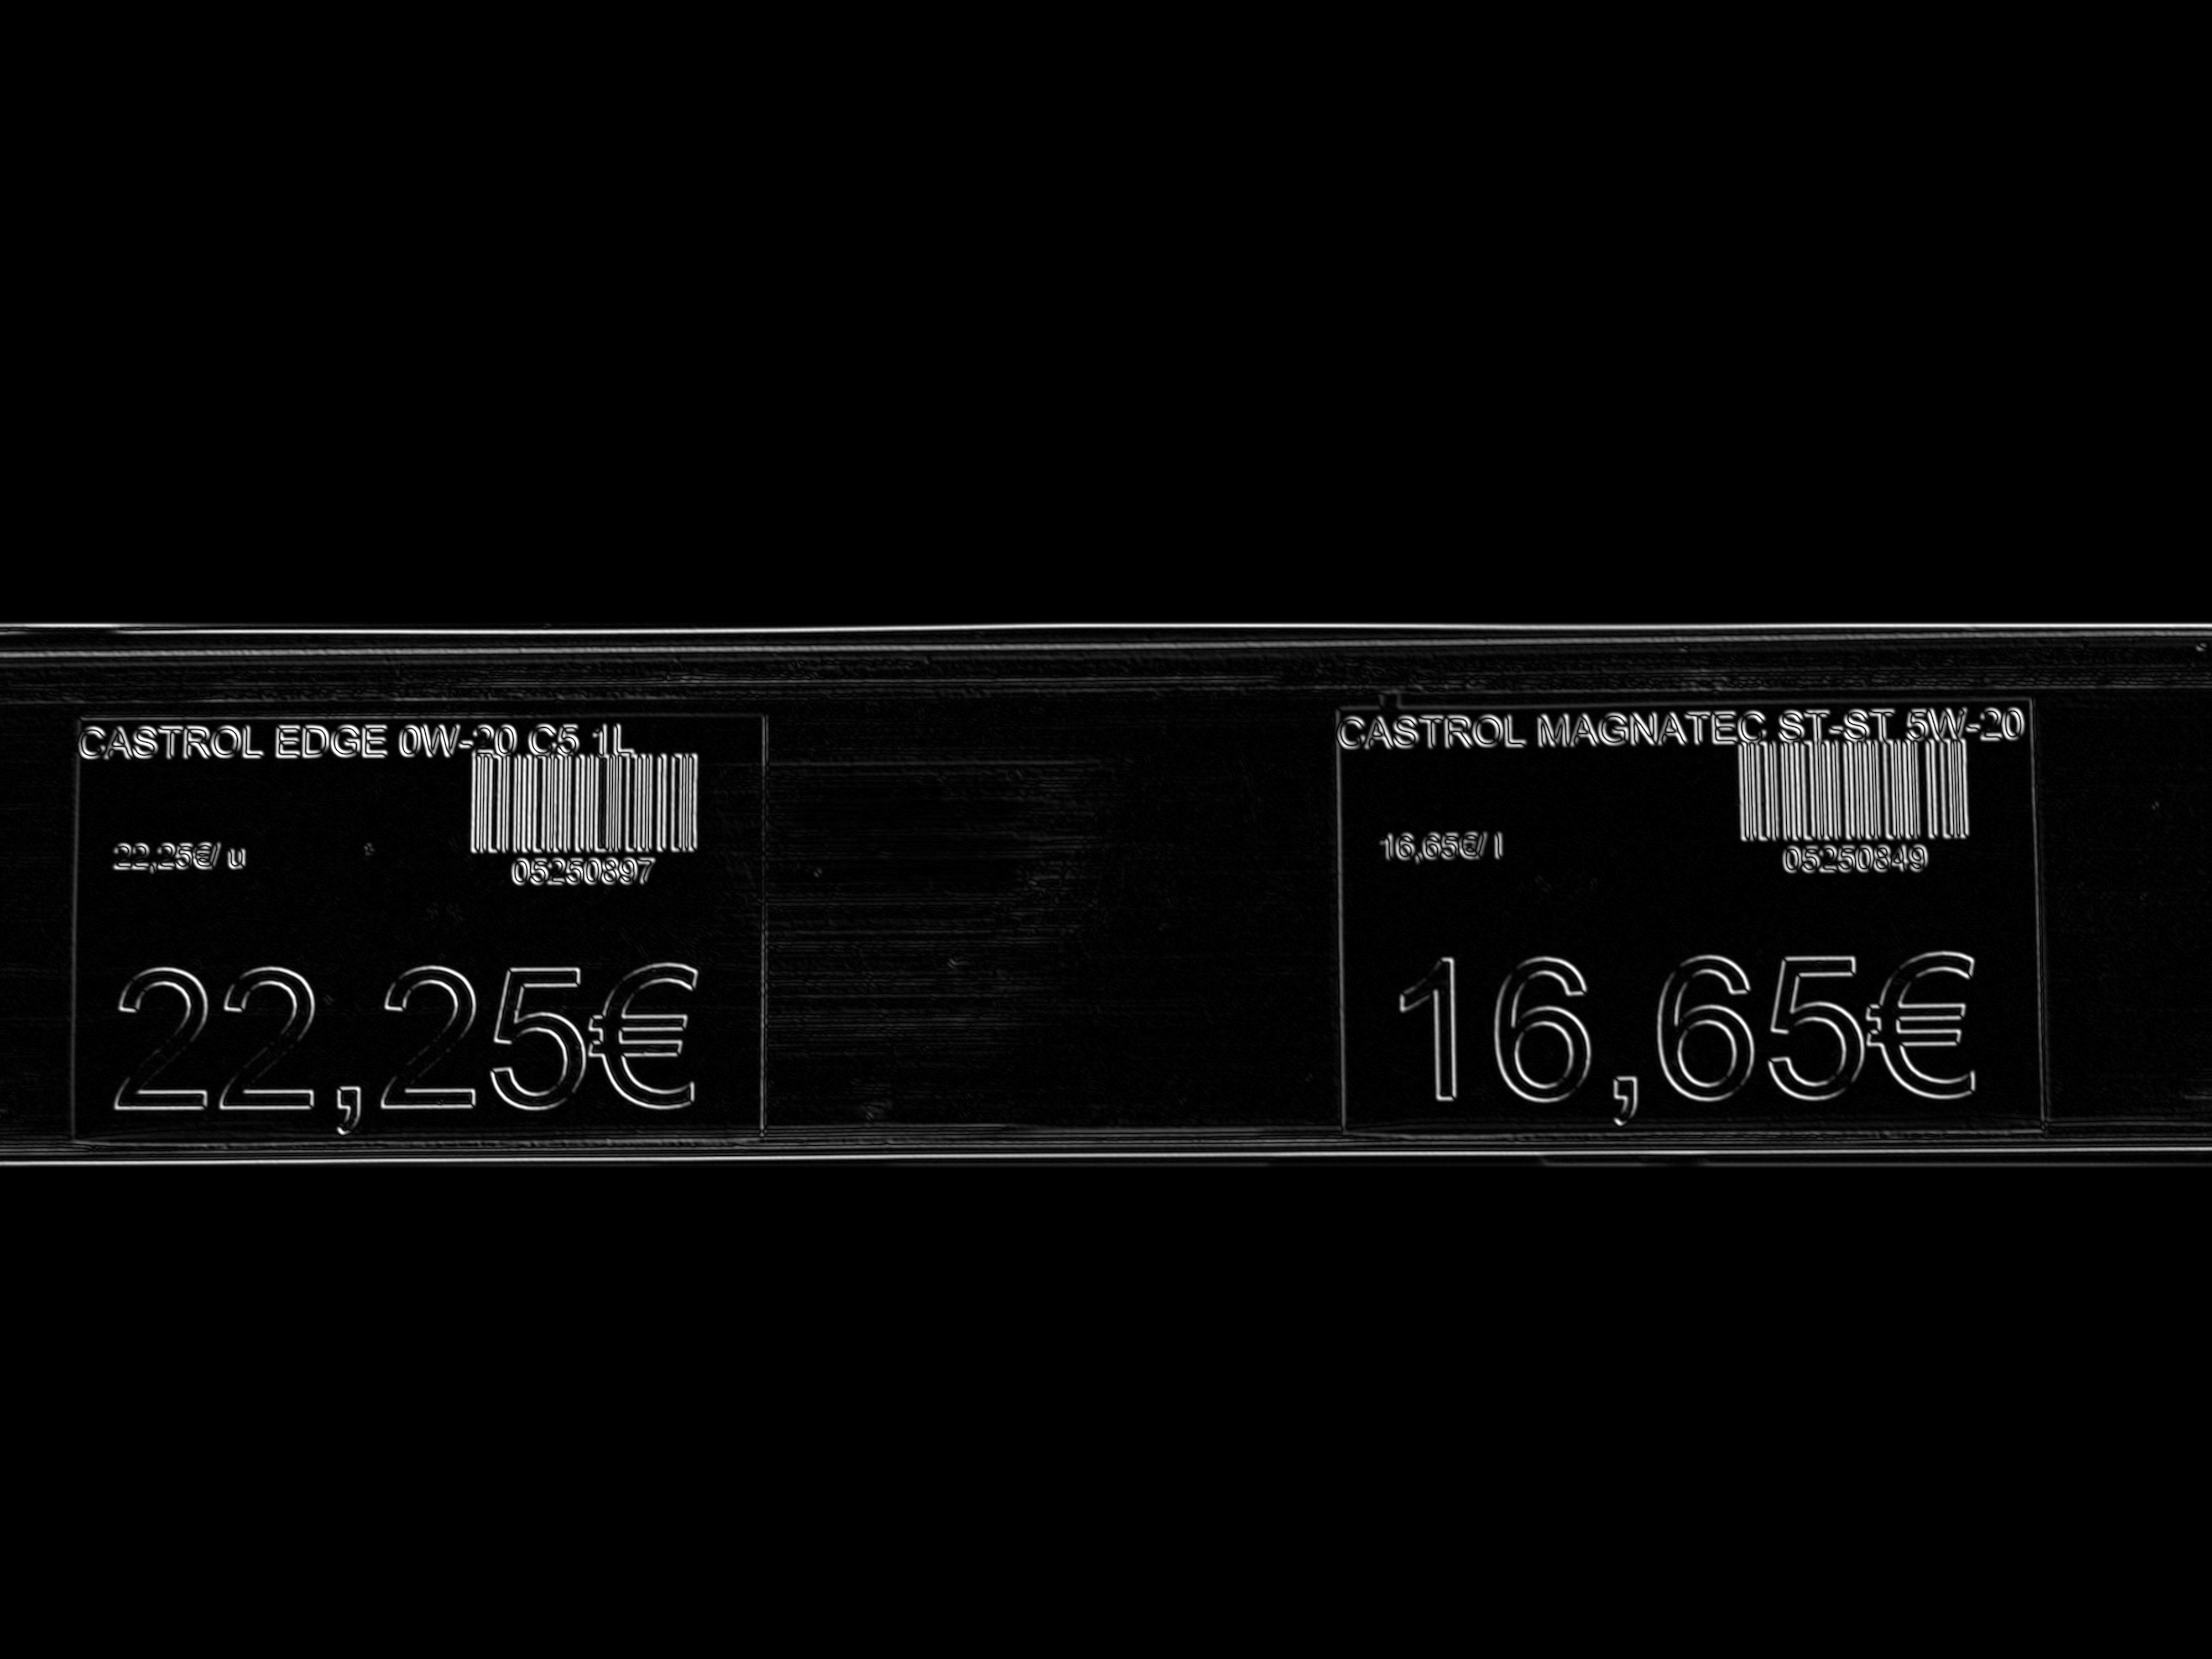 CASTROL EDGE 0W-20 C5 1L
22,25€/ u
05250897
22,25€
CASTROL MAGNATEC ST-ST 5W-20
16,65€/ l
05250849
16,65€